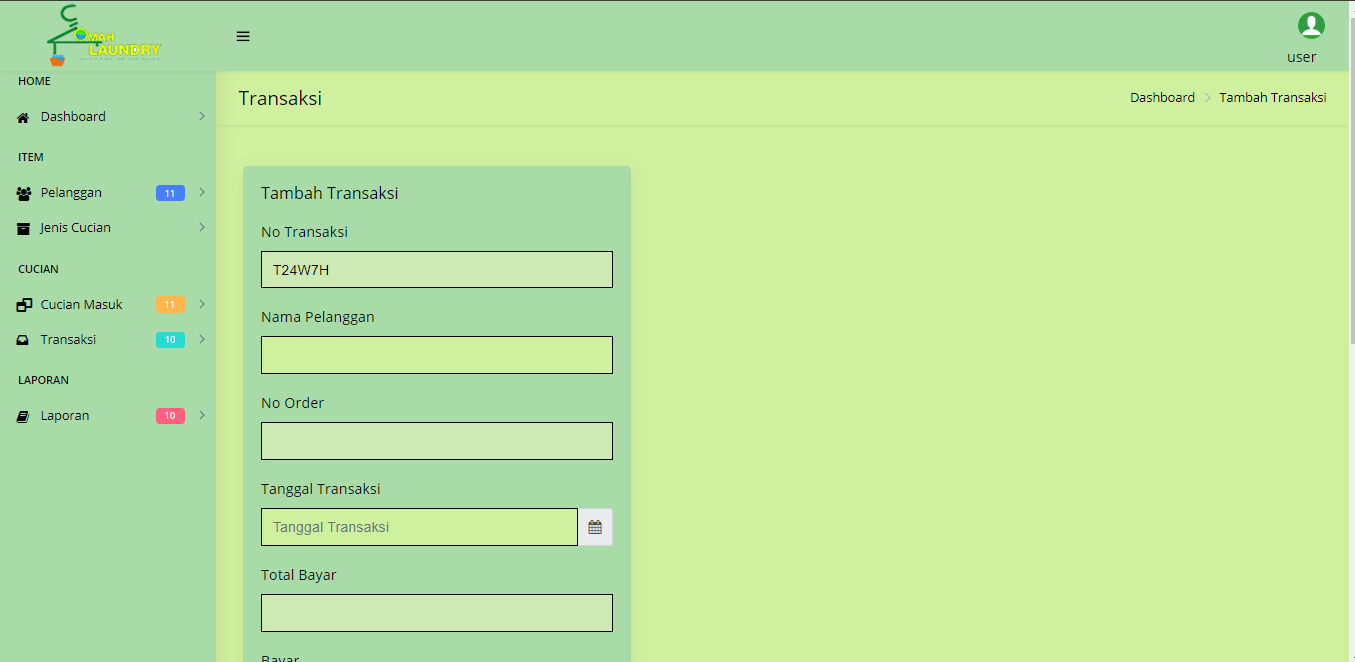 MAH
LAUNDRY
user
HOME
Dashboard
ITEM
Pelanggan 11
Jenis Cucian
CUCIAN
Cucian Masuk 11
Transaksi 10
LAPORAN
Laporan 10
Transaksi
Dashboard Tambah Transaksi
Tambah Transaksi
No Transaksi
T24W7H
Nama Pelanggan
No Order
Tanggal Transaksi
Tanggal Transaksi
Total Bayar
Bayar